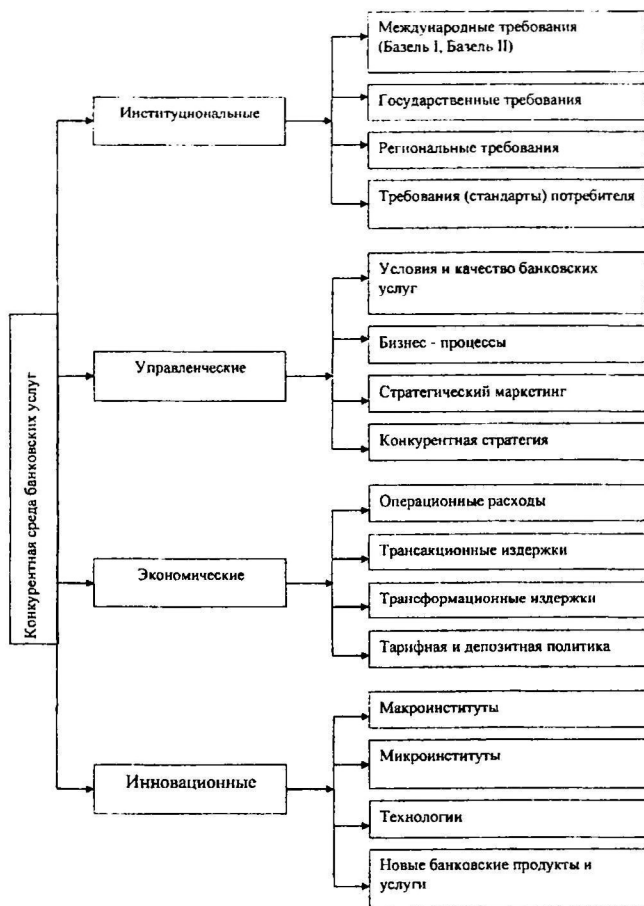 Конкурентная среда банковских услуг
Институциональные
Международные требования
(Базель I, Базель II)
Государственные требования
Региональные требования
Требования (стандарты) потребителя
Управленческие
Условия и качество банковских
услуг
Бизнес - процессы
Стратегический маркетинг
Конкурентная стратегия
Экономические
Операционные расходы
Трансакционные издержки
Трансформационные издержки
Тарифная и депозитная политика
Инновационные
Макроинституты
Микроинституты
Технологии
Новые банковские продукты и
услуги